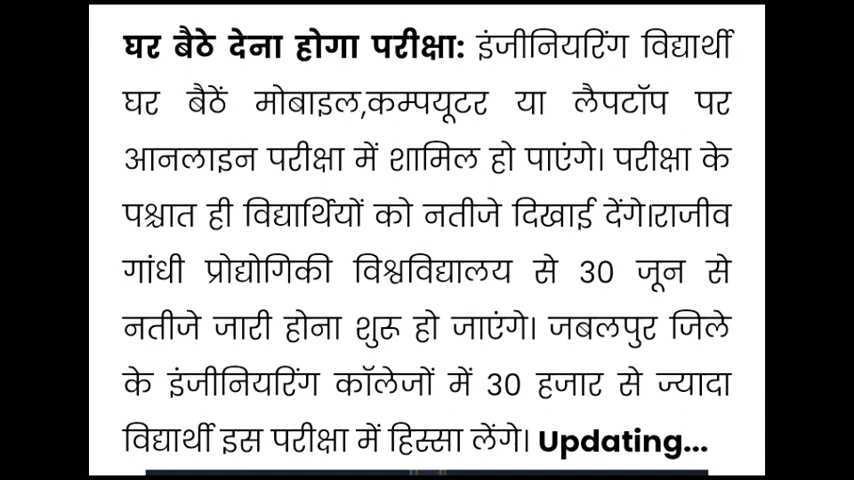 घर बैठे देना होगा परीक्षा: इंजीनियरिंग विद्यार्थी
घर बैठें मोबाइल,कम्पयूटर या लैपटॉप पर
आनलाइन परीक्षा में शामिल हो पाएंगे। परीक्षा के
पश्चात ही विद्यार्थियों को नतीजे दिखाई देंगे।राजीव
गांधी प्रोद्योगिकी विश्वविद्यालय से 30 जून से
नतीजे जारी होना शुरू हो जाएंगे। जबलपुर जिले
के इंजीनियरिंग कॉलेजों में 30 हजार से ज्यादा
विद्यार्थी इस परीक्षा में हिस्सा लेंगे। Updating...